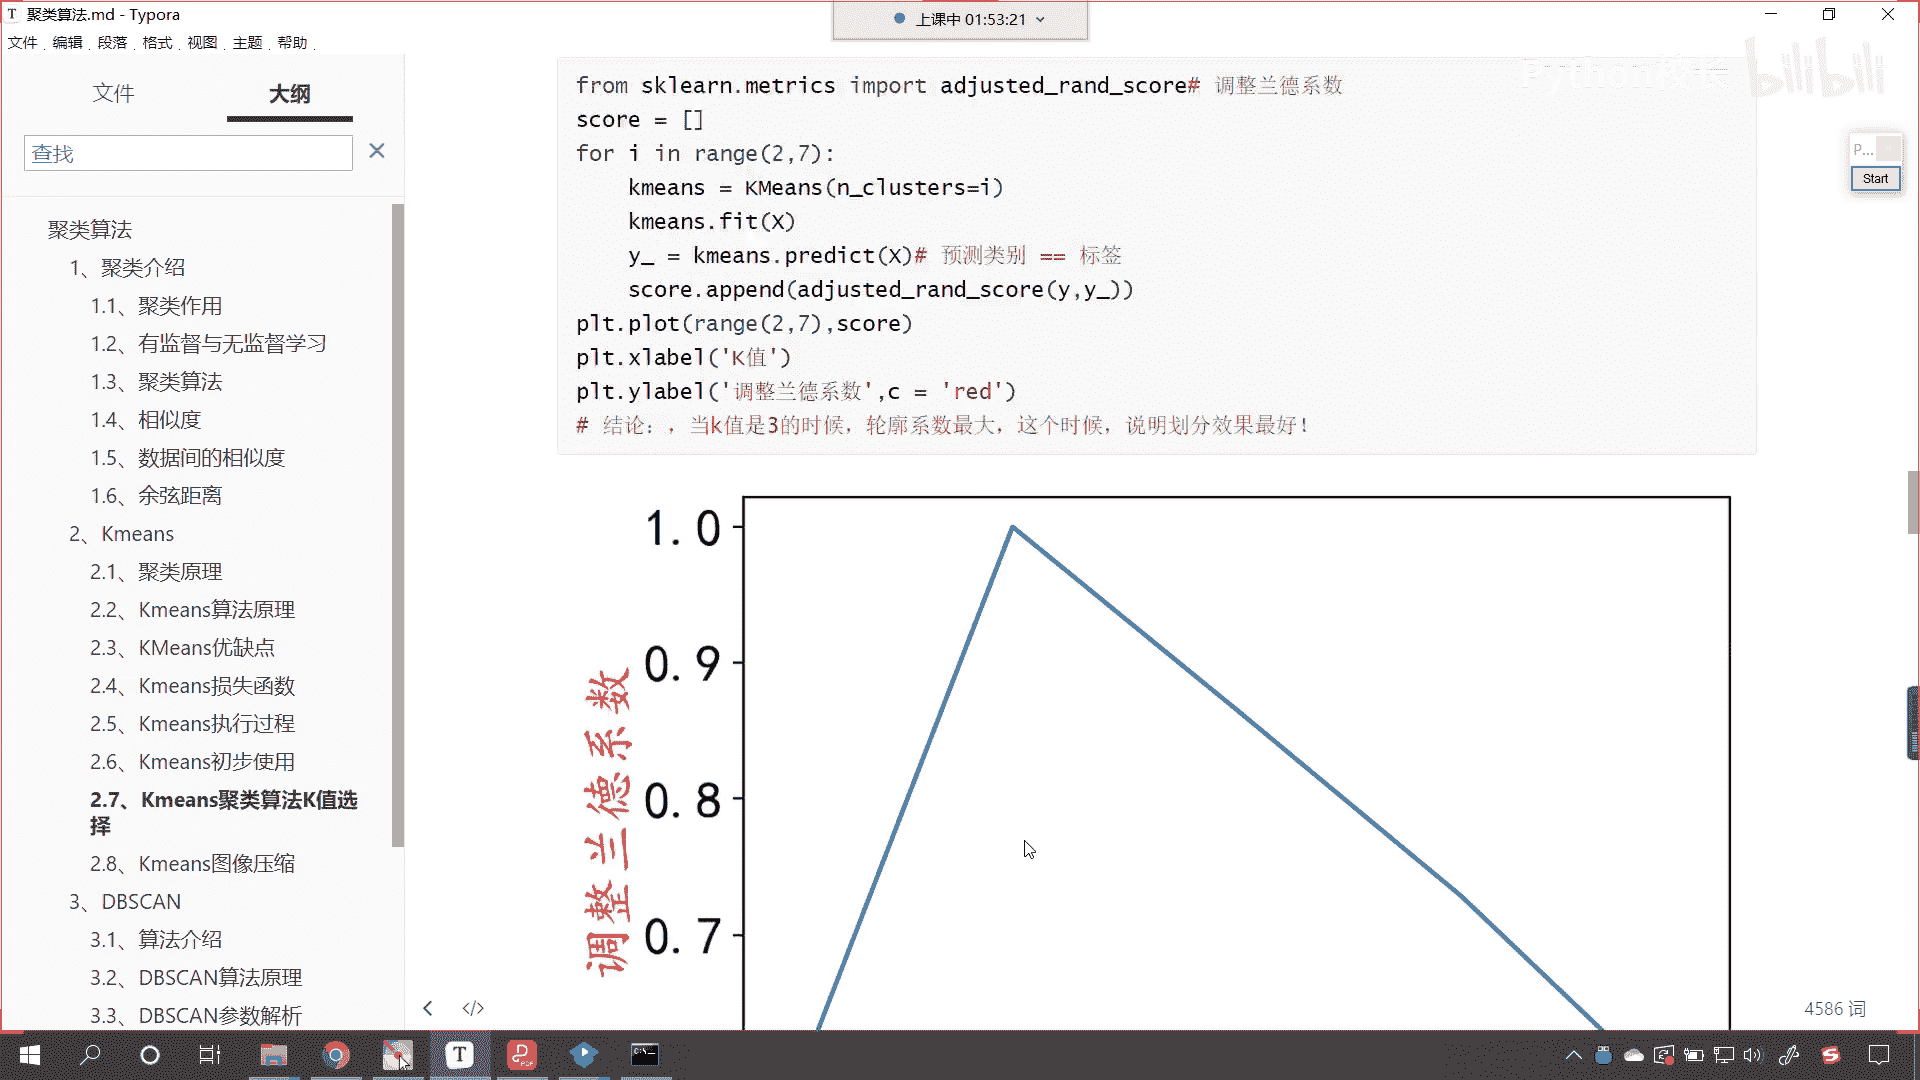 聚类算法.md - Typora
上课中 01:53:21
文件 编辑 段落 格式 视图 主题 帮助
文件 大纲
查找
聚类算法
1、聚类介绍
1.1、聚类作用
1.2、有监督与无监督学习
1.3、聚类算法
1.4、相似度
1.5、数据间的相似度
1.6、余弦距离
2、Kmeans
2.1、聚类原理
2.2、Kmeans算法原理
2.3、KMeans优缺点
2.4、Kmeans损失函数
2.5、Kmeans执行过程
2.6、Kmeans初步使用
2.7、Kmeans聚类算法K值选
择
2.8、Kmeans图像压缩
3、DBSCAN
3.1、算法介绍
3.2、DBSCAN算法原理
3.3、DBSCAN参数解析
from sklearn.metrics import adjusted_rand_score# 调整兰德系数
score = []
for i in range(2,7):
    kmeans = KMeans(n_clusters=i)
    kmeans.fit(X)
    y_ = kmeans.predict(X)# 预测类别 == 标签
    score.append(adjusted_rand_score(y,y_))
plt.plot(range(2,7),score)
plt.xlabel('K值')
plt.ylabel('调整兰德系数',c = 'red')
# 结论：，当k值是3的时候，轮廓系数最大，这个时候，说明划分效果最好！
1.0
0.9
0.8
0.7
调整兰德系数
Python
bilibili
P...
Start
</>
4586 词